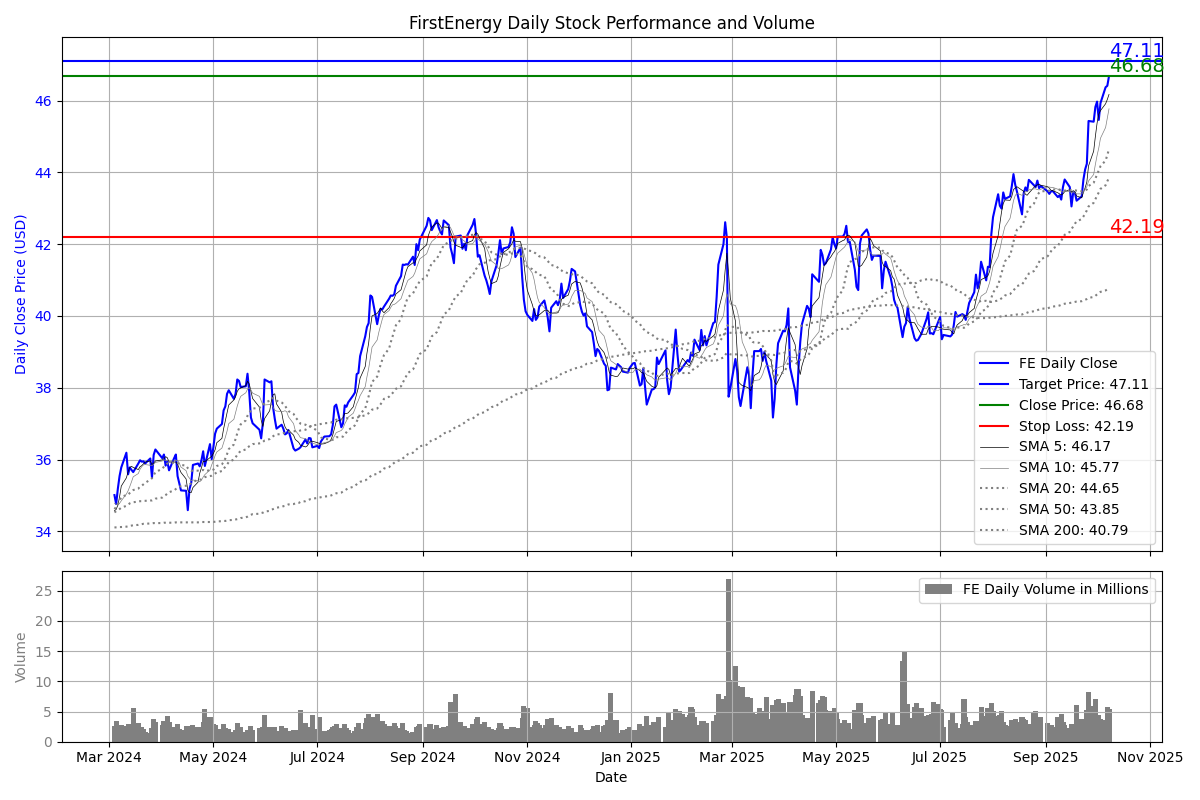 FirstEnergy Daily Stock Performance and Volume
47.11
46.68
46
44
42.19
42
40
38
36
34
Daily Close Price (USD)
FE Daily Close
Target Price: 47.11
Close Price: 46.68
Stop Loss: 42.19
SMA 5: 46.17
SMA 10: 45.77
SMA 20: 44.65
SMA 50: 43.85
SMA 200: 40.79
25
20
15
10
5
0
Volume
FE Daily Volume in Millions
Mar 2024 May 2024 Jul 2024 Sep 2024 Nov 2024 Jan 2025 Mar 2025 May 2025 Jul 2025 Sep 2025 Nov 2025
Date